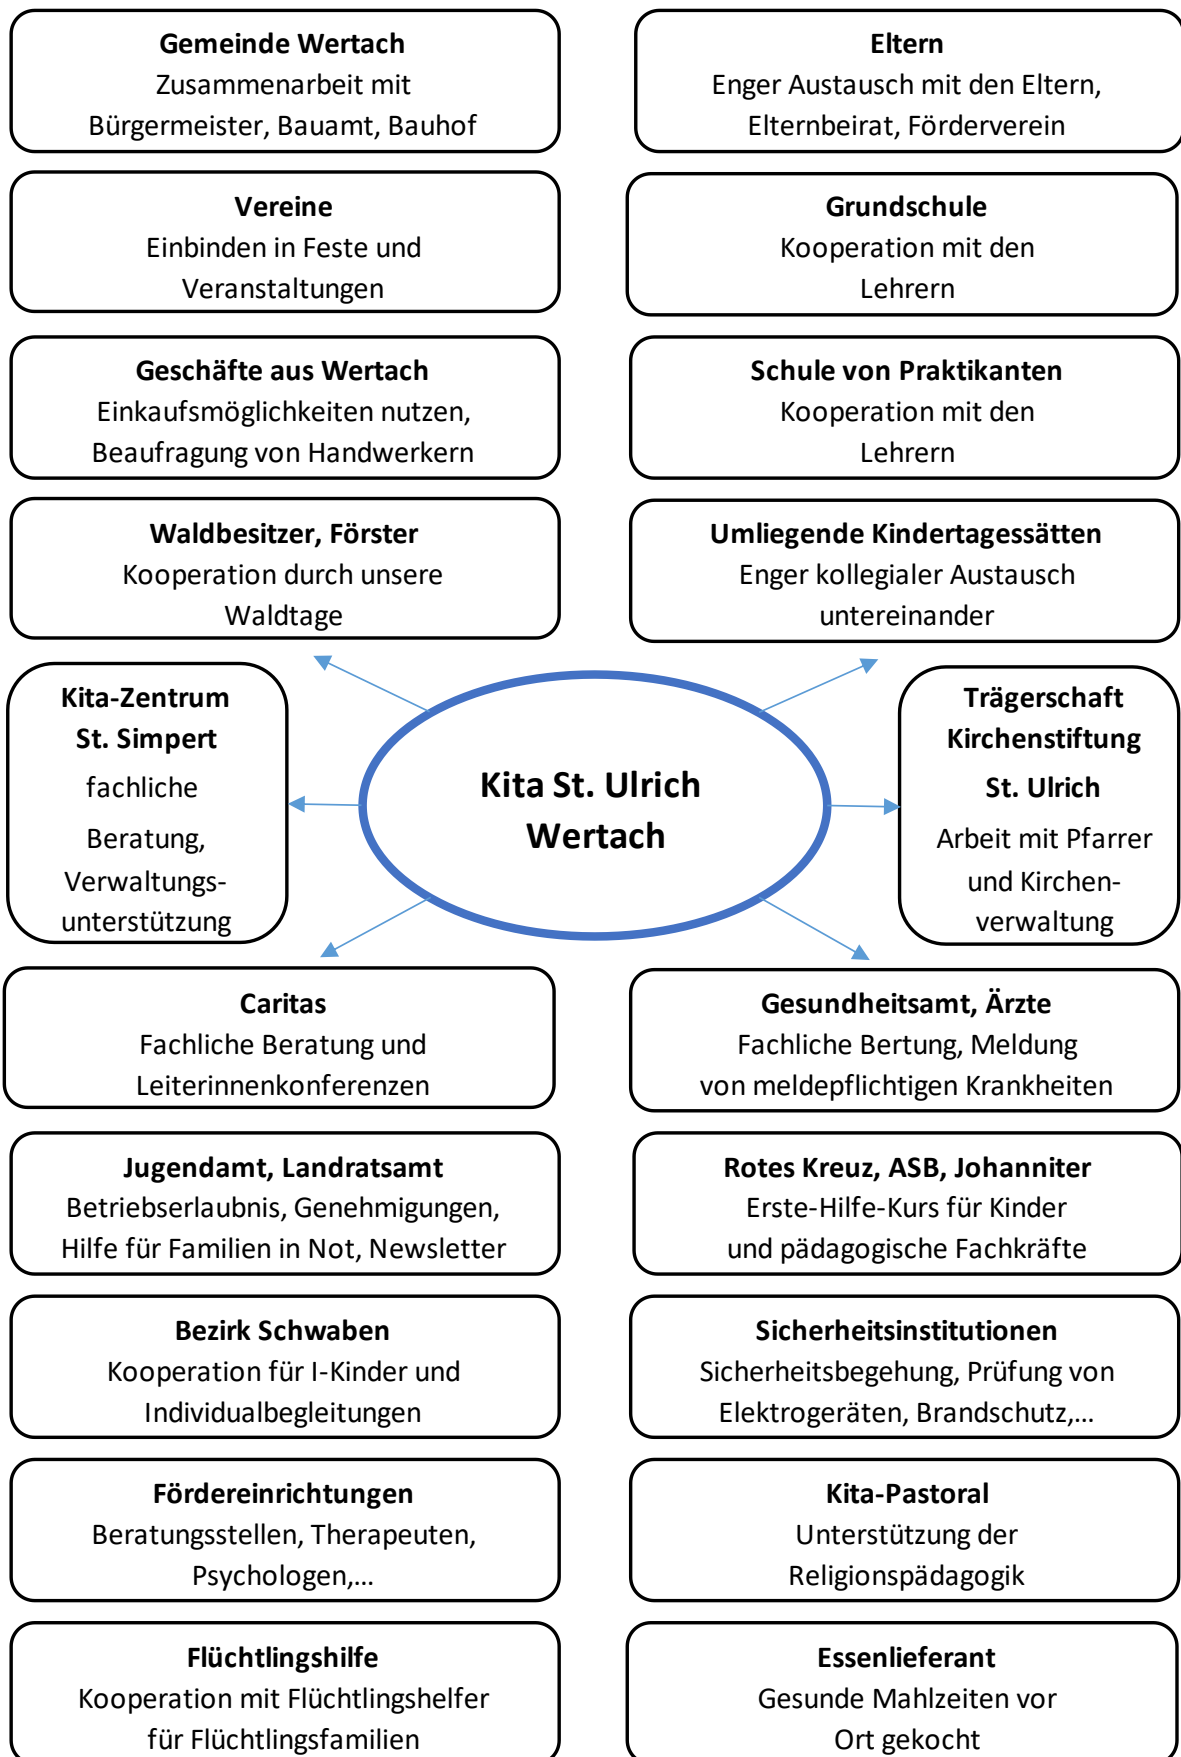 Gemeinde Wertach
Zusammenarbeit mit
Bürgermeister, Bauamt, Bauhof
Eltern
Enger Austausch mit den Eltern,
Elternbeirat, Förderverein
Vereine
Einbinden in Feste und
Veranstaltungen
Grundschule
Kooperation mit den
Lehrern
Geschäfte aus Wertach
Einkaufsmöglichkeiten nutzen,
Beaufragung von Handwerkern
Schule von Praktikanten
Kooperation mit den
Lehrern
Waldbesitzer, Förster
Kooperation durch unsere
Waldtage
Umliegende Kindertagessätten
Enger kollegialer Austausch
untereinander
Kita-Zentrum
St. Simpert
fachliche
Beratung,
Verwaltungs-
unterstützung
Kita St. Ulrich
Wertach
Trägerschaft
Kirchenstiftung
St. Ulrich
Arbeit mit Pfarrer
und Kirchen-
verwaltung
Caritas
Fachliche Beratung und
Leiterinnenkonferenzen
Gesundheitsamt, Ärzte
Fachliche Bertung, Meldung
von meldepflichtigen Krankheiten
Jugendamt, Landratsamt
Betriebserlaubnis, Genehmigungen,
Hilfe für Familien in Not, Newsletter
Rotes Kreuz, ASB, Johanniter
Erste-Hilfe-Kurs für Kinder
und pädagogische Fachkräfte
Bezirk Schwaben
Kooperation für I-Kinder und
Individualbegleitungen
Sicherheitsinstitutionen
Sicherheitsbegehung, Prüfung von
Elektrogeräten, Brandschutz,...
Fördereinrichtungen
Beratungsstellen, Therapeuten,
Psychologen,...
Kita-Pastoral
Unterstützung der
Religionspädagogik
Flüchtlingshilfe
Kooperation mit Flüchtlingshelfer
für Flüchtlingsfamilien
Essenlieferant
Gesunde Mahlzeiten vor
Ort gekocht